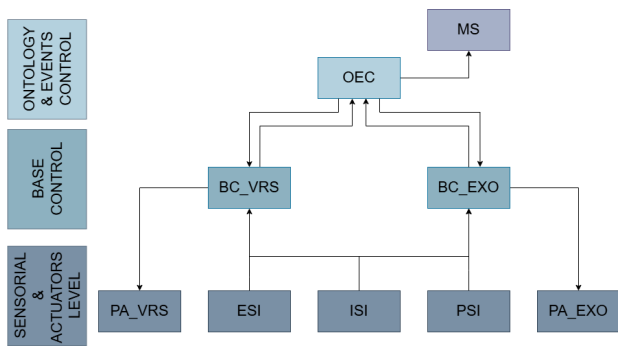 MS
ONTOLOGY
& EVENTS
CONTROL
OEC
BASE
CONTROL
BC_VRS
BC_EXO
SENSORIAL
&
ACTUATORS
LEVEL
PA_VRS
ESI
ISI
PSI
PA_EXO